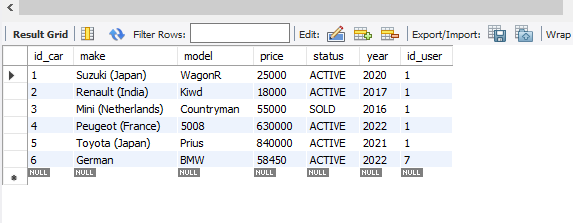 Result Grid Filter Rows: Edit: Export/Import: Wrap
id_car make model price status year id_user
1 Suzuki (Japan) WagonR 25000 ACTIVE 2020 1
2 Renault (India) Kiwd 18000 ACTIVE 2017 1
3 Mini (Netherlands) Countryman 55000 SOLD 2016 1
4 Peugeot (France) 5008 630000 ACTIVE 2022 1
5 Toyota (Japan) Prius 840000 ACTIVE 2021 1
6 German BMW 58450 ACTIVE 2022 7
NULL NULL NULL NULL NULL NULL NULL